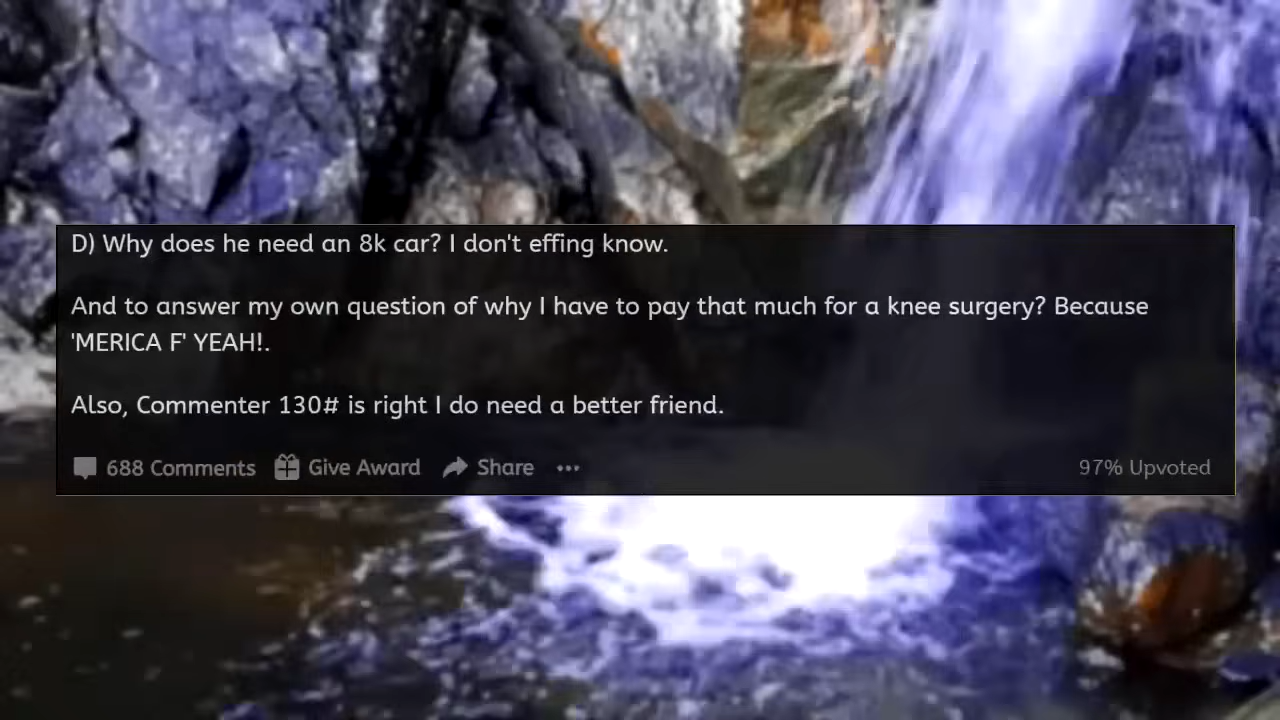 D) Why does he need an 8k car? I don't effing know.
And to answer my own question of why I have to pay that much for a knee surgery? Because
'MERICA F' YEAH!.
Also, Commenter 130# is right I do need a better friend.
688 Comments Give Award Share ••• 97% Upvoted